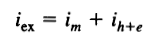 i_ex = i_m + i_h+e